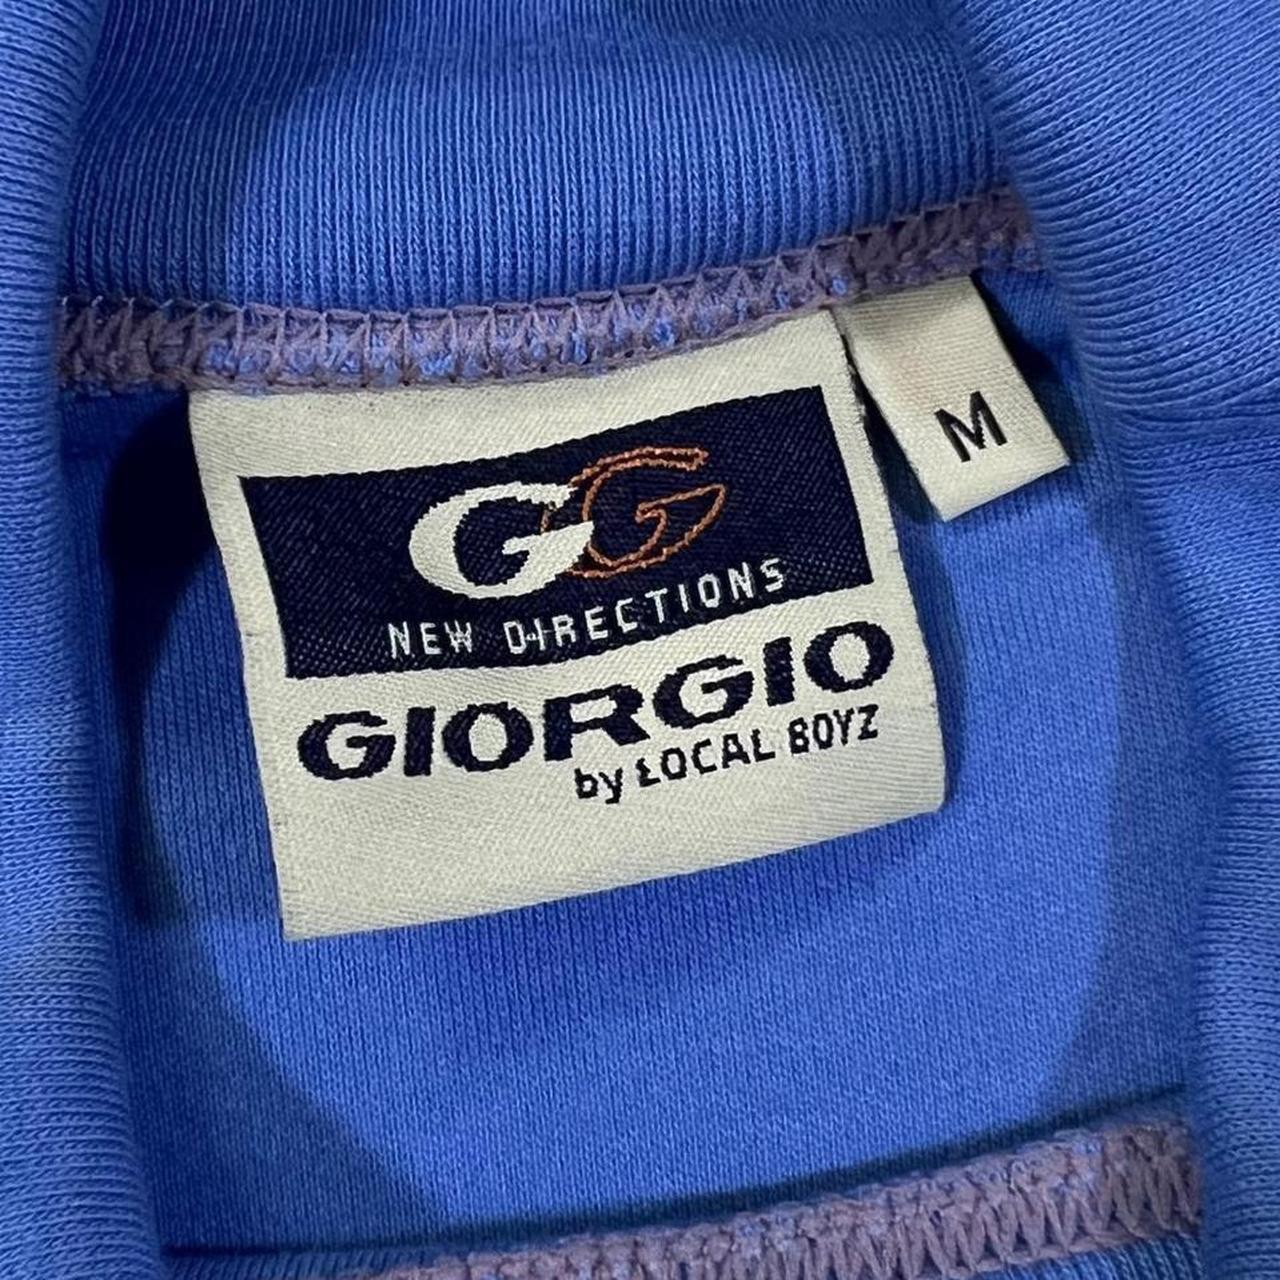 GG
NEW DIRECTIONS
GIORGIO
by LOCAL BOYZ
M